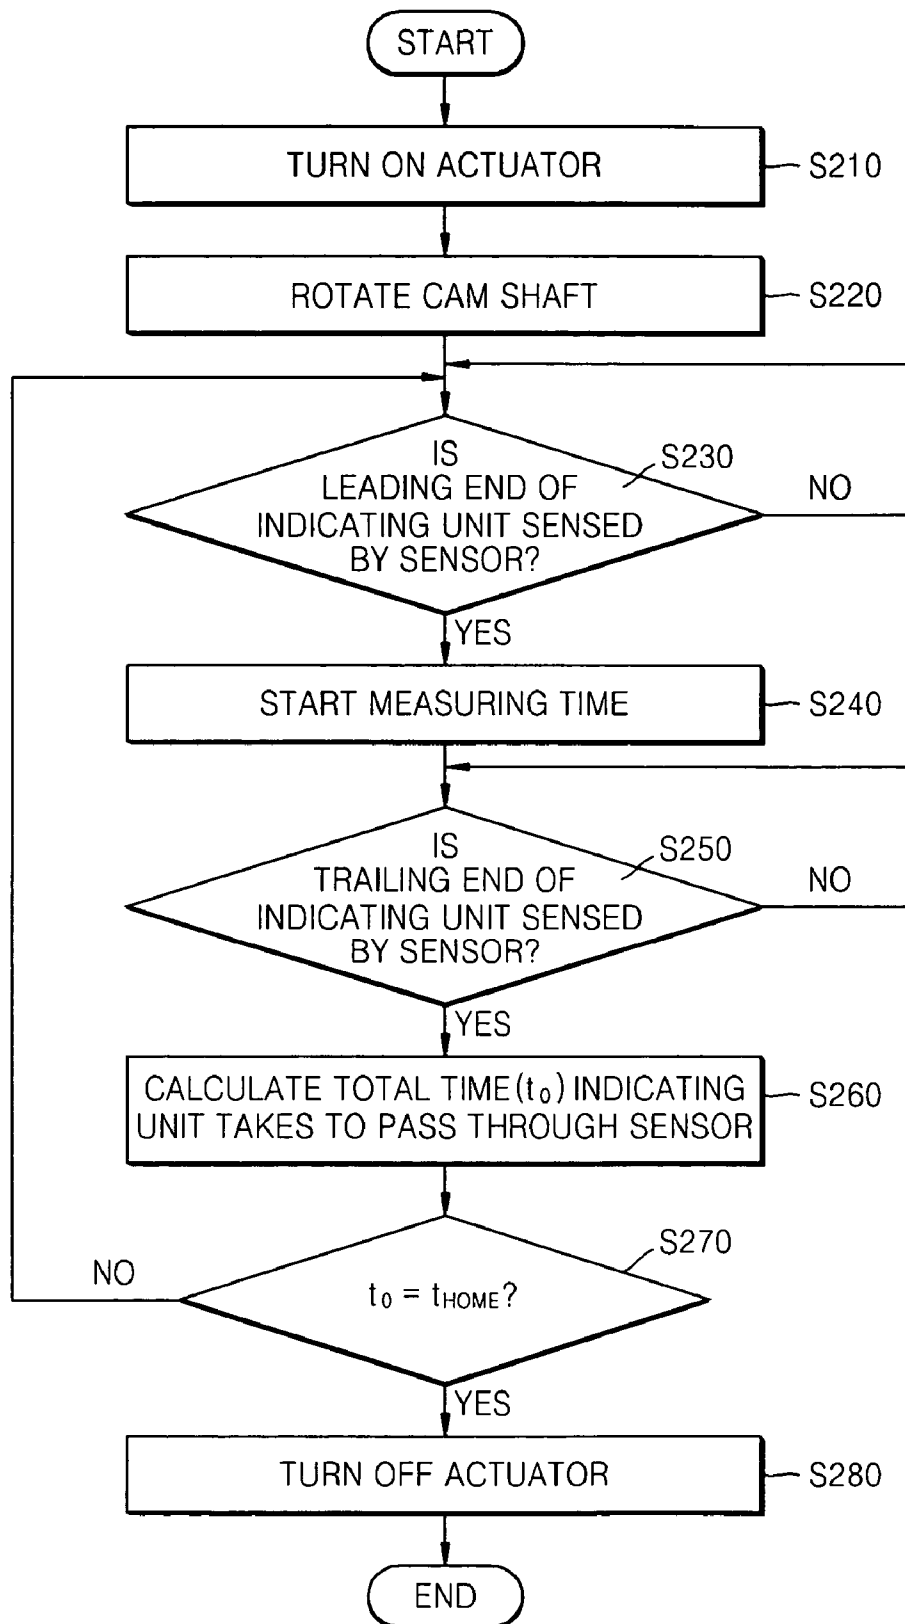 START
TURN ON ACTUATOR
S210
ROTATE CAM SHAFT
S220
IS
LEADING END OF
INDICATING UNIT SENSED
BY SENSOR?
S230
NO
YES
START MEASURING TIME
S240
IS
TRAILING END OF
INDICATING UNIT SENSED
BY SENSOR?
S250
NO
YES
CALCULATE TOTAL TIME(t₀) INDICATING
UNIT TAKES TO PASS THROUGH SENSOR
S260
t₀ = tHOME?
S270
NO
YES
TURN OFF ACTUATOR
S280
END